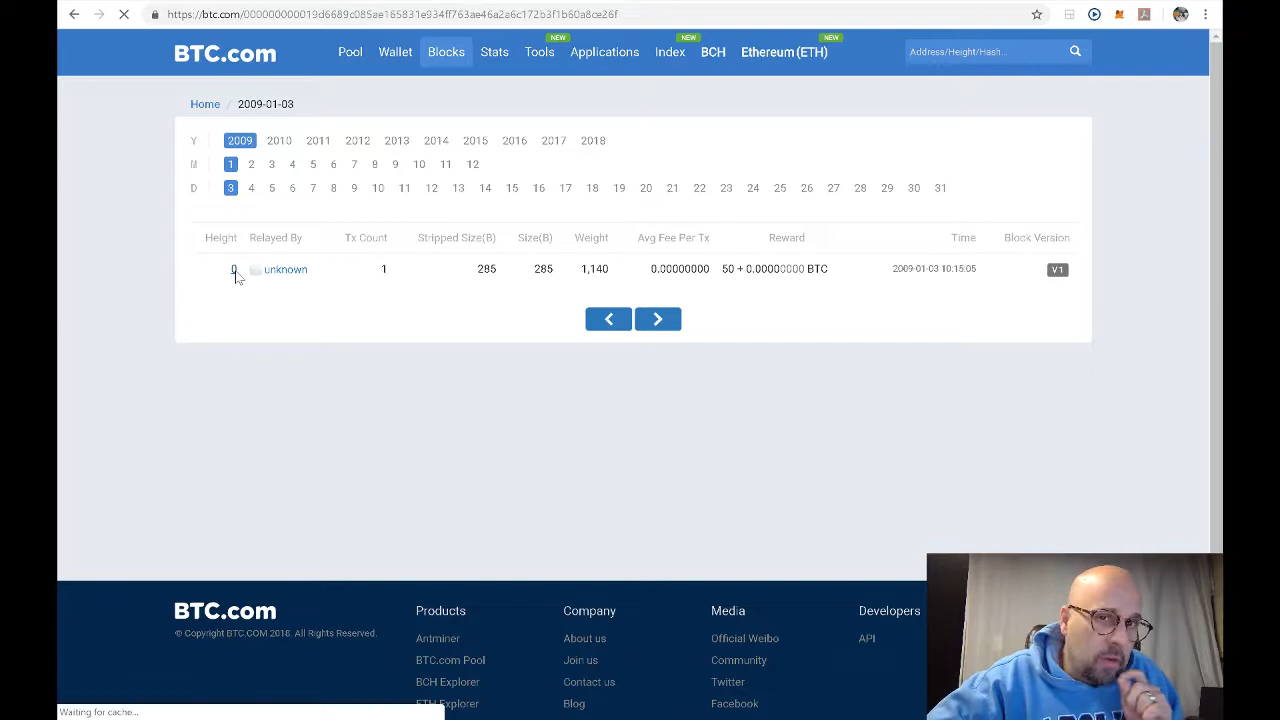 https://btc.com/000000000019d6689c085ae165831e934ff763ae46a2a6c172b3f1b60a8ce26f
BTC.com Pool Wallet Blocks Stats Tools NEW Applications Index NEW BCH Ethereum (ETH) NEW Address/Height/Hash...
Home / 2009-01-03
Y 2009 2010 2011 2012 2013 2014 2015 2016 2017 2018
M 1 2 3 4 5 6 7 8 9 10 11 12
D 3 4 5 6 7 8 9 10 11 12 13 14 15 16 17 18 19 20 21 22 23 24 25 26 27 28 29 30 31
Height Relayed By Tx Count Stripped Size(B) Size(B) Weight Avg Fee Per Tx Reward Time Block Version
0 unknown 1 285 285 1,140 0.00000000 50 + 0.00000000 BTC 2009-01-03 10:15:05 V1
BTC.com Products Company Media Developers
© Copyright BTC.COM 2018. All Rights Reserved. Antminer About us Official Weibo API
BTC.com Pool Join us Community
BCH Explorer Contact us Twitter
ETH Explorer Blog Facebook
Waiting for cache...